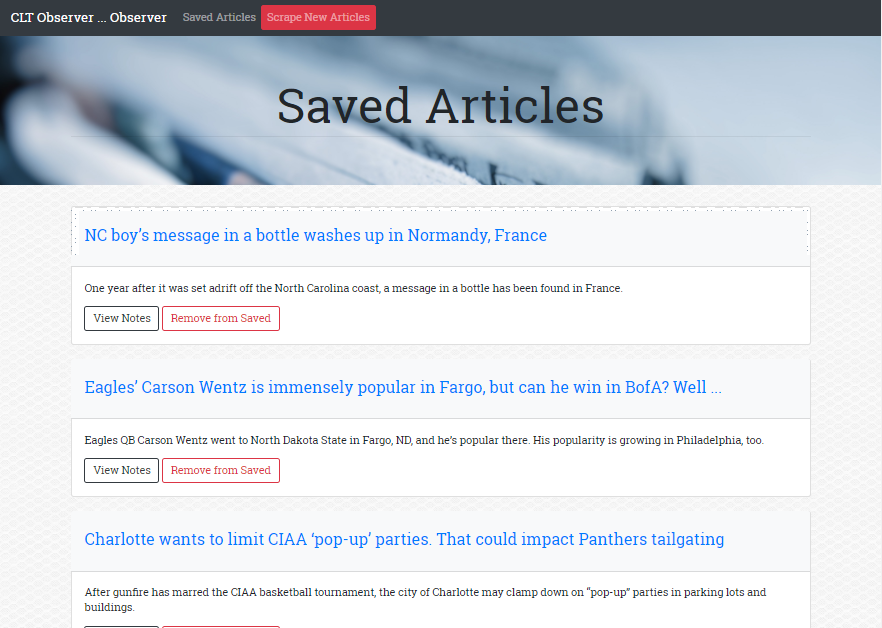 CLT Observer ... Observer Saved Articles Scrape New Articles
Saved Articles
NC boy’s message in a bottle washes up in Normandy, France
One year after it was set adrift off the North Carolina coast, a message in a bottle has been found in France.
View Notes Remove from Saved
Eagles’ Carson Wentz is immensely popular in Fargo, but can he win in BofA? Well ...
Eagles QB Carson Wentz went to North Dakota State in Fargo, ND, and he’s popular there. His popularity is growing in Philadelphia, too.
View Notes Remove from Saved
Charlotte wants to limit CIAA ‘pop-up’ parties. That could impact Panthers tailgating
After gunfire has marred the CIAA basketball tournament, the city of Charlotte may clamp down on “pop-up” parties in parking lots and
buildings.